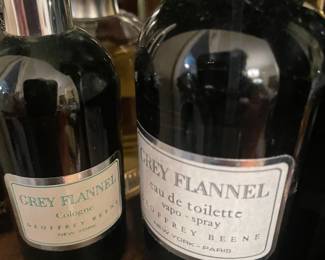 GREY FLANNEL
Cologne
GEOFFREY BEENE
NEW YORK
GREY FLANNEL
eau de toilette
vapo - spray
GEOFFREY BEENE
NEW YORK - PARIS